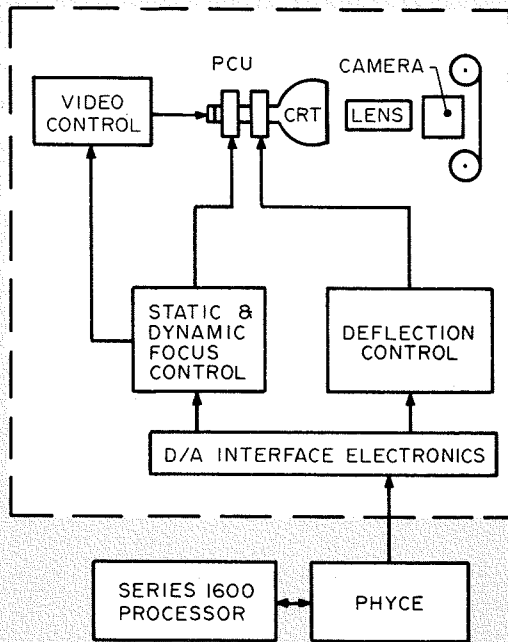 PCU
CAMERA
VIDEO
CONTROL
CRT
LENS
STATIC &
DYNAMIC
FOCUS
CONTROL
DEFLECTION
CONTROL
D/A INTERFACE ELECTRONICS
SERIES 1600
PROCESSOR
PHYCE